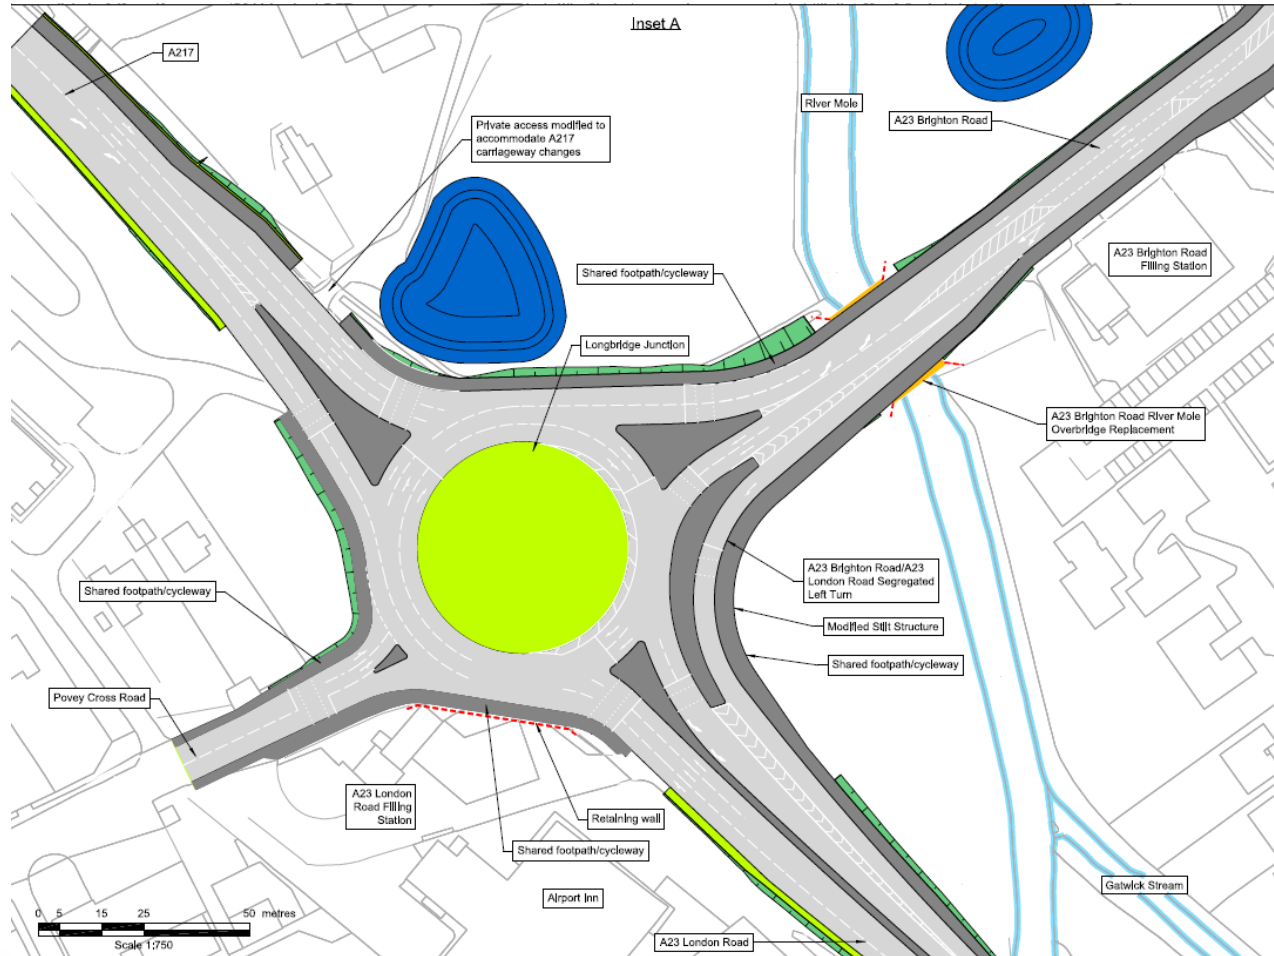 Inset A
A217
River Mole
A23 Brighton Road
Private access modified to
accommodate A217
carriageway changes
A23 Brighton Road
Filling Station
Shared footpath/cycleway
Longbridge Junction
A23 Brighton Road River Mole
Overbridge Replacement
A23 Brighton Road/A23
London Road Segregated
Left Turn
Shared footpath/cycleway
Modified Stilt Structure
Shared footpath/cycleway
Povey Cross Road
A23 London
Road Filling
Station
Retaining wall
Shared footpath/cycleway
Airport Inn
Gatwick Stream
A23 London Road
0 5 15 25 50 metres
Scale 1:750